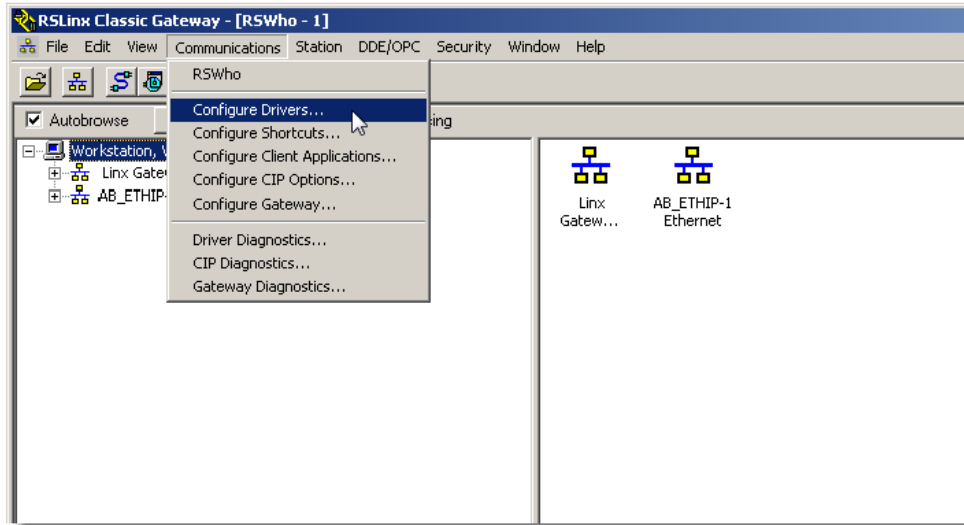 RSLinx Classic Gateway - [RSWho - 1]
File Edit View Communications Station DDE/OPC Security Window Help
RSWho
Configure Drivers...
Configure Shortcuts...
Configure Client Applications...
Configure CIP Options...
Configure Gateway...
Driver Diagnostics...
CIP Diagnostics...
Gateway Diagnostics...
Autobrowse
Workstation,
Linx
AB_ETHIP
Linx
Gatew...
AB_ETHIP-1
Ethernet